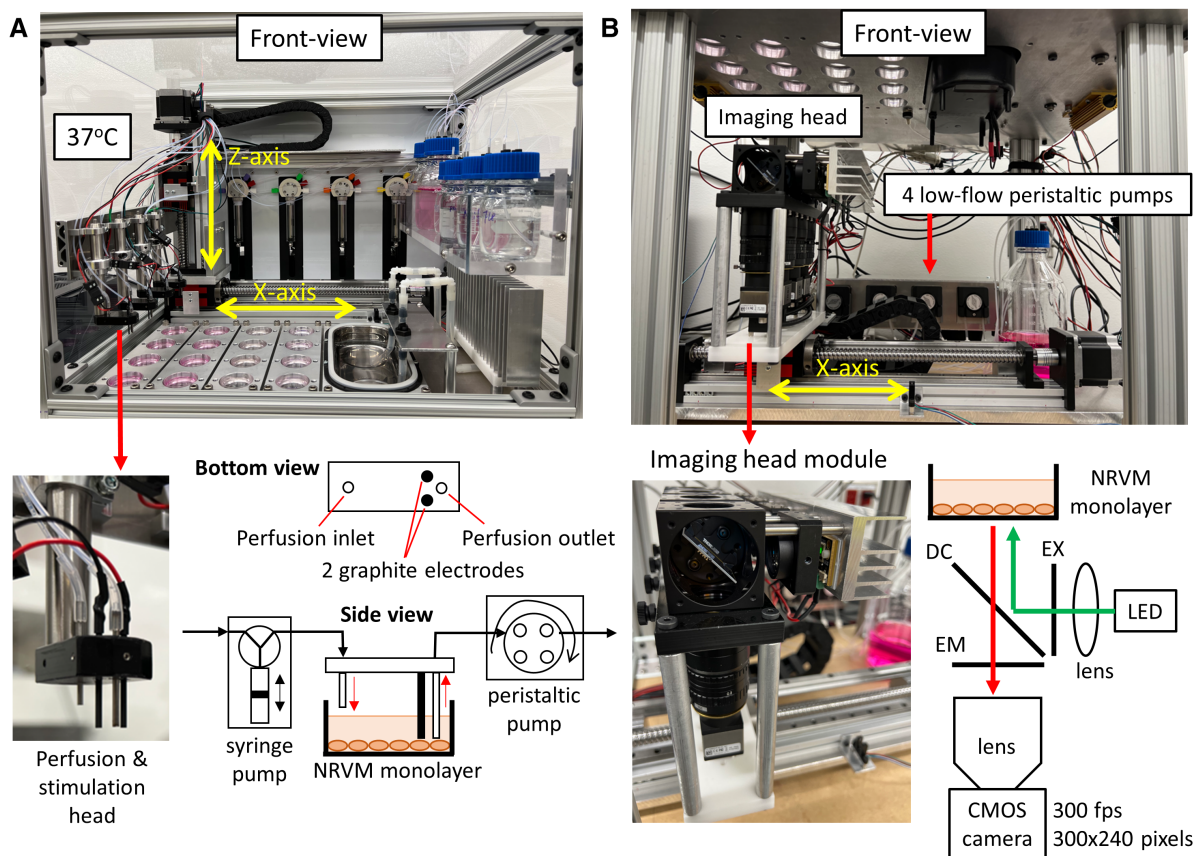 A
Front-view
37°C
Z-axis
X-axis
B
Front-view
Imaging head
4 low-flow peristaltic pumps
X-axis
Bottom view
Perfusion inlet
Perfusion outlet
2 graphite electrodes
Side view
syringe
pump
NRVM monolayer
peristaltic
pump
Perfusion &
stimulation
head
Imaging head module
NRVM
monolayer
DC
EX
LED
EM
lens
lens
CMOS
camera
300 fps
300x240 pixels